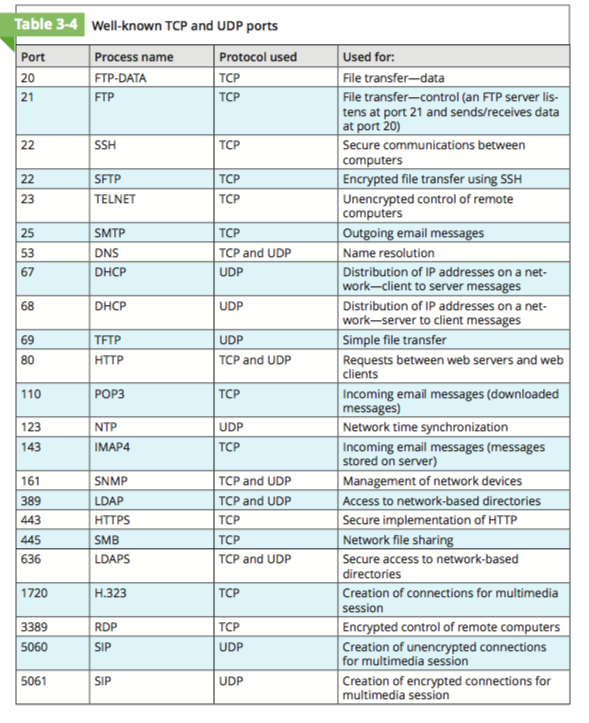 Table 3-4 Well-known TCP and UDP ports
Port Process name Protocol used Used for:
20 FTP-DATA TCP File transfer—data
21 FTP TCP File transfer—control (an FTP server lis-
tens at port 21 and sends/receives data
at port 20)
22 SSH TCP Secure communications between
computers
22 SFTP TCP Encrypted file transfer using SSH
23 TELNET TCP Unencrypted control of remote
computers
25 SMTP TCP Outgoing email messages
53 DNS TCP and UDP Name resolution
67 DHCP UDP Distribution of IP addresses on a net-
work—client to server messages
68 DHCP UDP Distribution of IP addresses on a net-
work—server to client messages
69 TFTP UDP Simple file transfer
80 HTTP TCP and UDP Requests between web servers and web
clients
110 POP3 TCP Incoming email messages (downloaded
messages)
123 NTP UDP Network time synchronization
143 IMAP4 TCP Incoming email messages (messages
stored on server)
161 SNMP TCP and UDP Management of network devices
389 LDAP TCP and UDP Access to network-based directories
443 HTTPS TCP Secure implementation of HTTP
445 SMB TCP Network file sharing
636 LDAPS TCP and UDP Secure access to network-based
directories
1720 H.323 TCP Creation of connections for multimedia
session
3389 RDP TCP Encrypted control of remote computers
5060 SIP UDP Creation of unencrypted connections
for multimedia session
5061 SIP UDP Creation of encrypted connections for
multimedia session